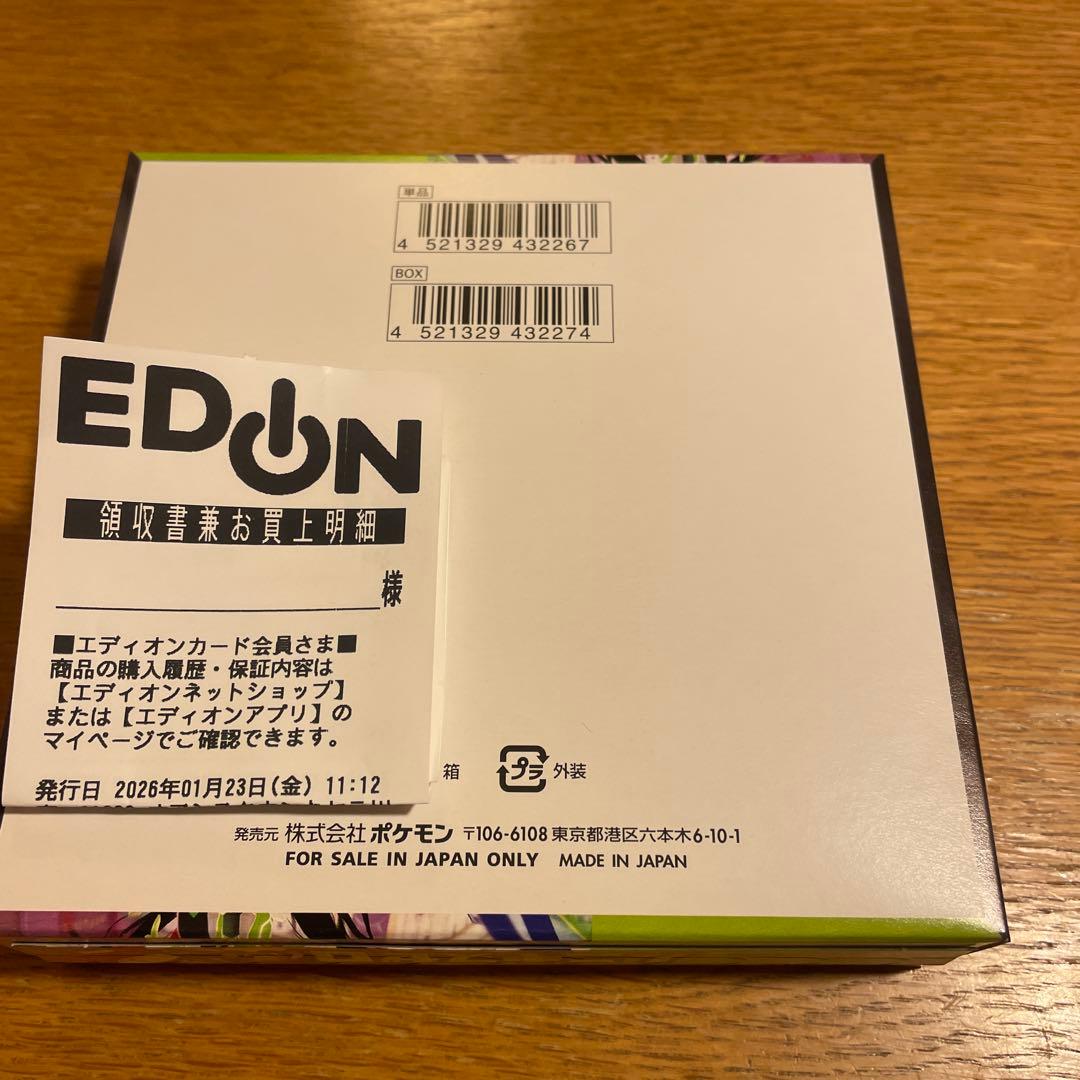 単品
4 521329 432267
BOX
4 521329 432274
EDION
領収書兼お買上明細
様
■エディオンカード会員さま■
商品の購入履歴・保証内容は
【エディオンネットショップ】
または【エディオンアプリ】の
マイページでご確認できます。
発行日 2026年01月23日(金) 11:12
箱 プラ 外装
発売元 株式会社ポケモン 〒106-6108 東京都港区六本木6-10-1
FOR SALE IN JAPAN ONLY MADE IN JAPAN